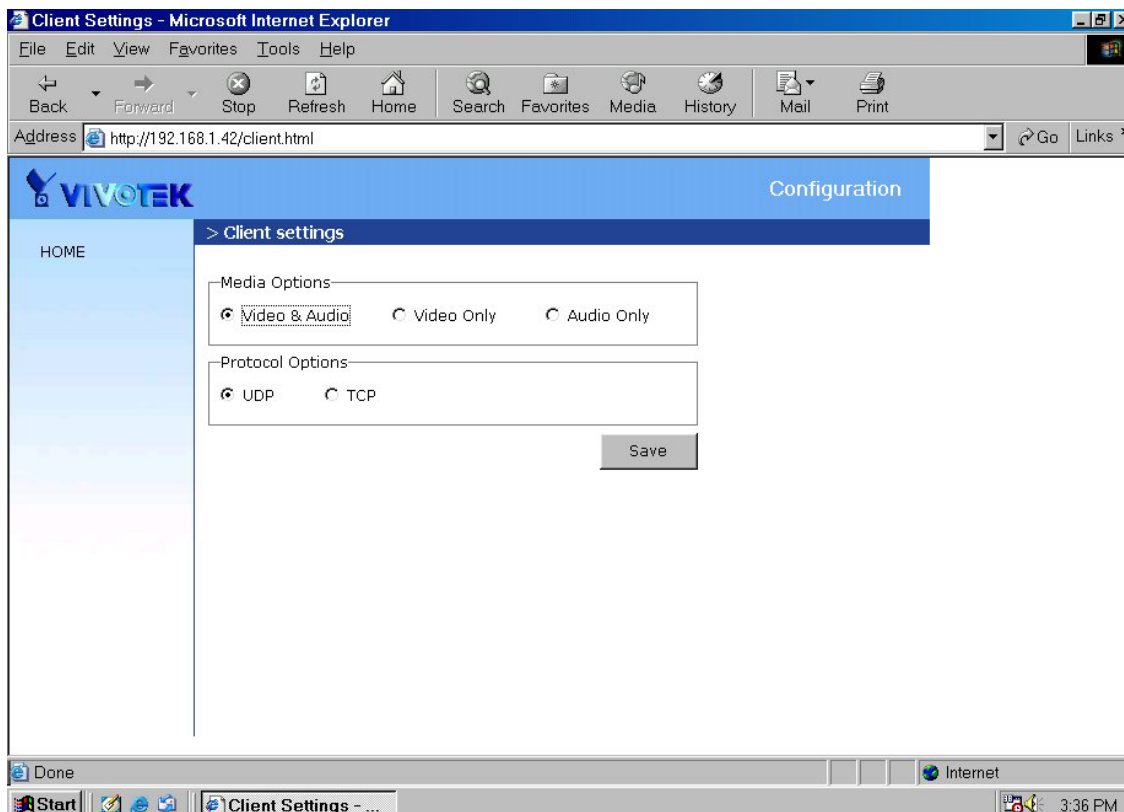 Client Settings - Microsoft Internet Explorer
File Edit View Favorites Tools Help
Back Forward Stop Refresh Home Search Favorites Media History Mail Print
Address http://192.168.1.42/client.html Go Links
VIVOTEK Configuration
> Client settings
HOME
Media Options
Video & Audio Video Only Audio Only
Protocol Options
UDP TCP
Save
Done Internet
Start Client Settings - ... 3:36 PM